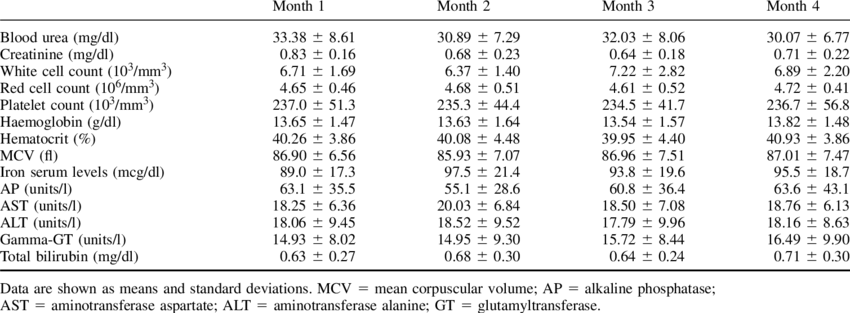 Month 1 Month 2 Month 3 Month 4
Blood urea (mg/dl) 33.38 ± 8.61 30.89 ± 7.29 32.03 ± 8.06 30.07 ± 6.77
Creatinine (mg/dl) 0.83 ± 0.16 0.68 ± 0.23 0.64 ± 0.18 0.71 ± 0.22
White cell count (10³/mm³) 6.71 ± 1.69 6.37 ± 1.40 7.22 ± 2.82 6.89 ± 2.20
Red cell count (10⁶/mm³) 4.65 ± 0.46 4.68 ± 0.51 4.61 ± 0.52 4.72 ± 0.41
Platelet count (10³/mm³) 237.0 ± 51.3 235.3 ± 44.4 234.5 ± 41.7 236.7 ± 56.8
Haemoglobin (g/dl) 13.65 ± 1.47 13.63 ± 1.64 13.54 ± 1.57 13.82 ± 1.48
Hematocrit (%) 40.26 ± 3.86 40.08 ± 4.48 39.95 ± 4.40 40.93 ± 3.86
MCV (fl) 86.90 ± 6.56 85.93 ± 7.07 86.96 ± 7.51 87.01 ± 7.47
Iron serum levels (mcg/dl) 89.0 ± 17.3 97.5 ± 21.4 93.8 ± 19.6 95.5 ± 18.7
AP (units/l) 63.1 ± 35.5 55.1 ± 28.6 60.8 ± 36.4 63.6 ± 43.1
AST (units/l) 18.25 ± 6.36 20.03 ± 6.84 18.50 ± 7.08 18.76 ± 6.13
ALT (units/l) 18.06 ± 9.45 18.52 ± 9.52 17.79 ± 9.96 18.16 ± 8.63
Gamma-GT (units/l) 14.93 ± 8.02 14.95 ± 9.30 15.72 ± 8.44 16.49 ± 9.90
Total bilirubin (mg/dl) 0.63 ± 0.27 0.68 ± 0.30 0.64 ± 0.24 0.71 ± 0.30
Data are shown as means and standard deviations. MCV = mean corpuscular volume; AP = alkaline phosphatase;
AST = aminotransferase aspartate; ALT = aminotransferase alanine; GT = glutamyltransferase.